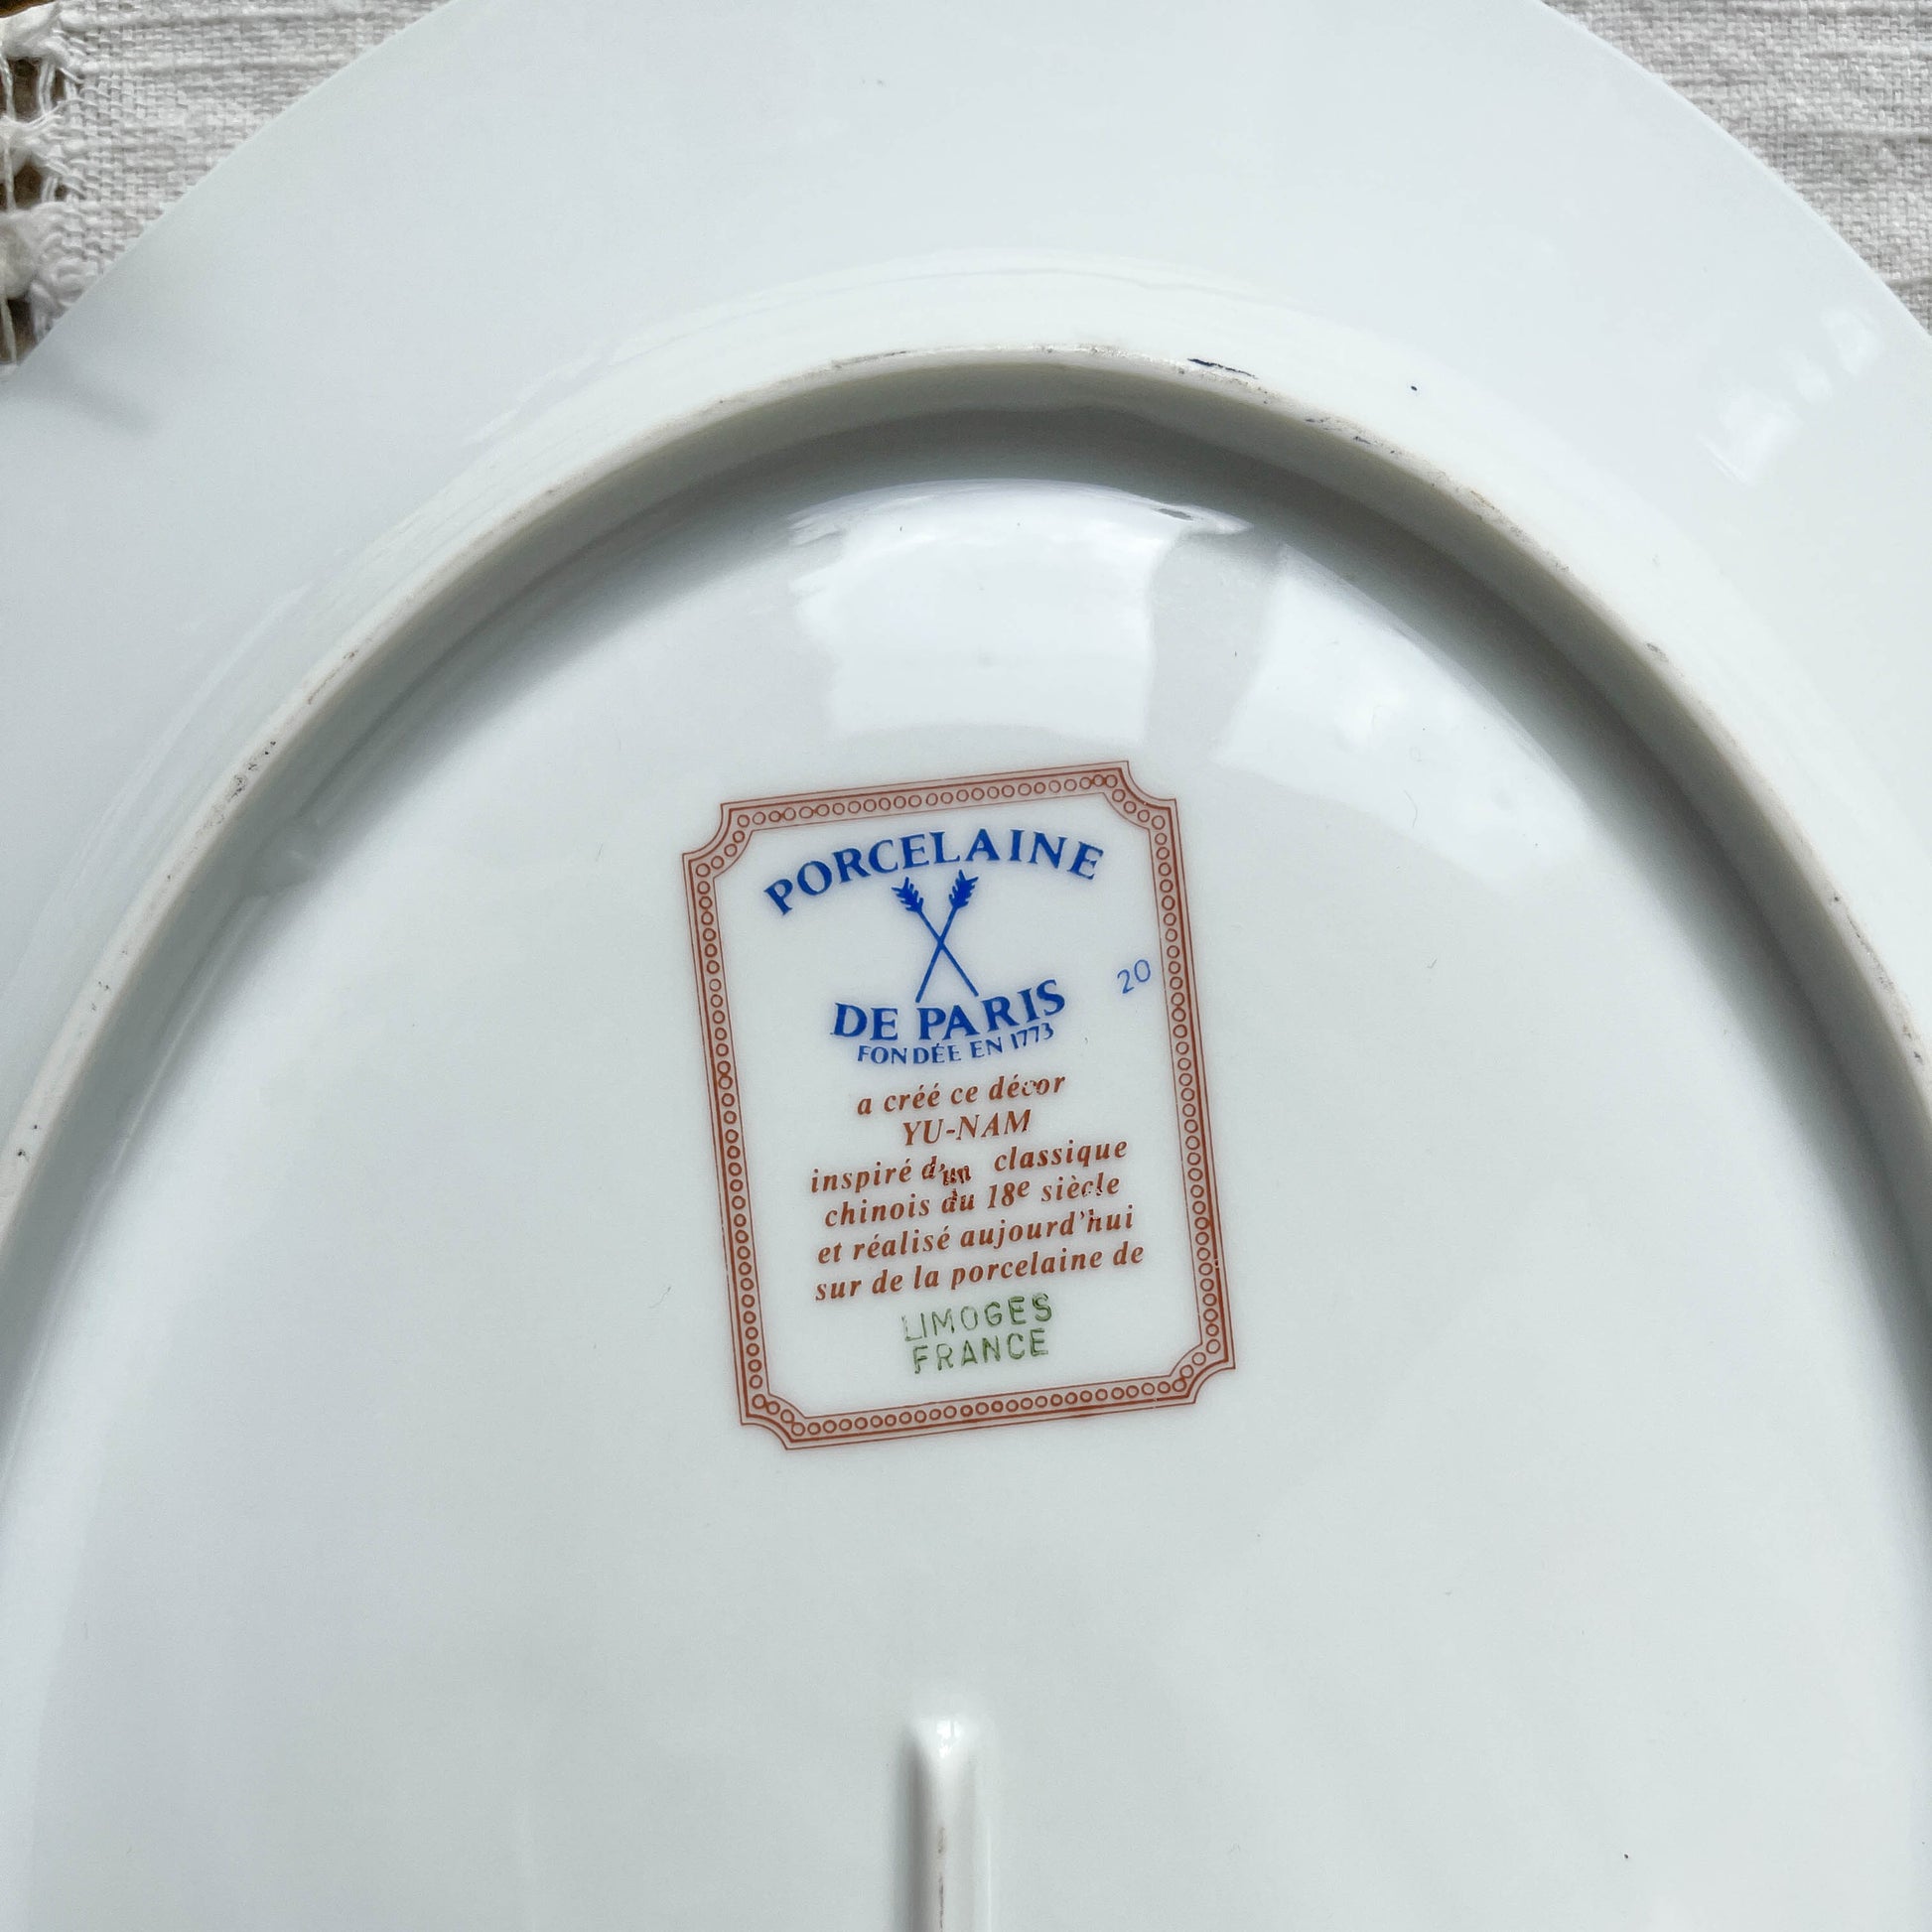 PORCELAINE
DE PARIS
20
FONDÉE EN 1773
a créé ce décor
YU-NAM
inspiré d'un classique
chinois du 18e siècle
et réalisé aujourd'hui
sur de la porcelaine de
LIMOGES
FRANCE